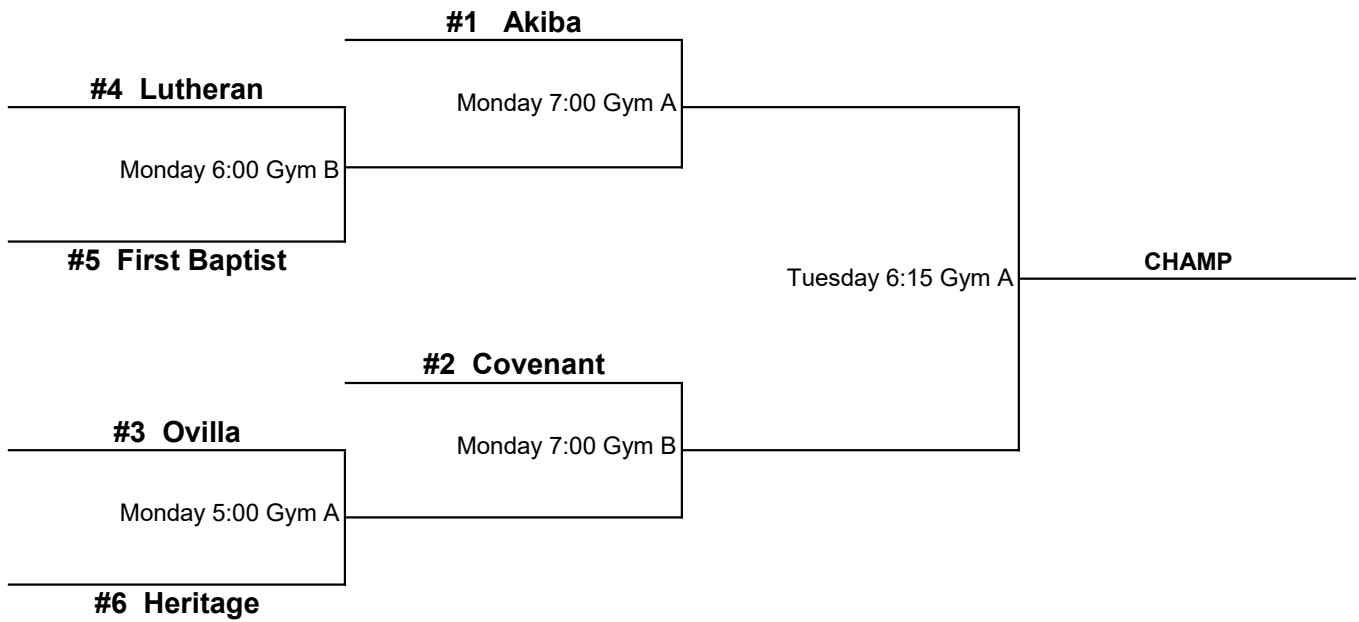 #1 Akiba
#4 Lutheran
Monday 7:00 Gym A
Monday 6:00 Gym B
#5 First Baptist
CHAMP
Tuesday 6:15 Gym A
#2 Covenant
#3 Ovilla
Monday 7:00 Gym B
Monday 5:00 Gym A
#6 Heritage